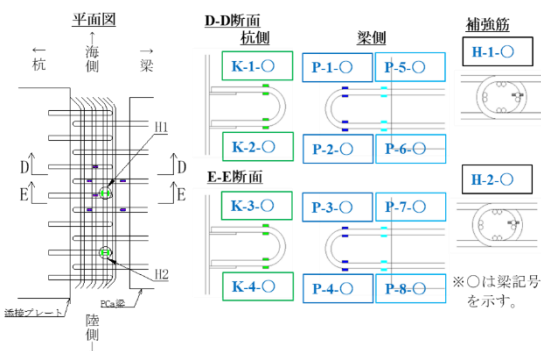 平面図
↑
海側
← 杭
→ 梁
H1
D D
E E
H2
添接プレート
PCa梁
陸側
D-D断面
杭側 梁側
K-1-〇 P-1-〇 P-5-〇
K-2-〇 P-2-〇 P-6-〇
E-E断面
K-3-〇 P-3-〇 P-7-〇
K-4-〇 P-4-〇 P-8-〇
補強筋
H-1-〇
H-2-〇
※〇は梁記号
を示す。